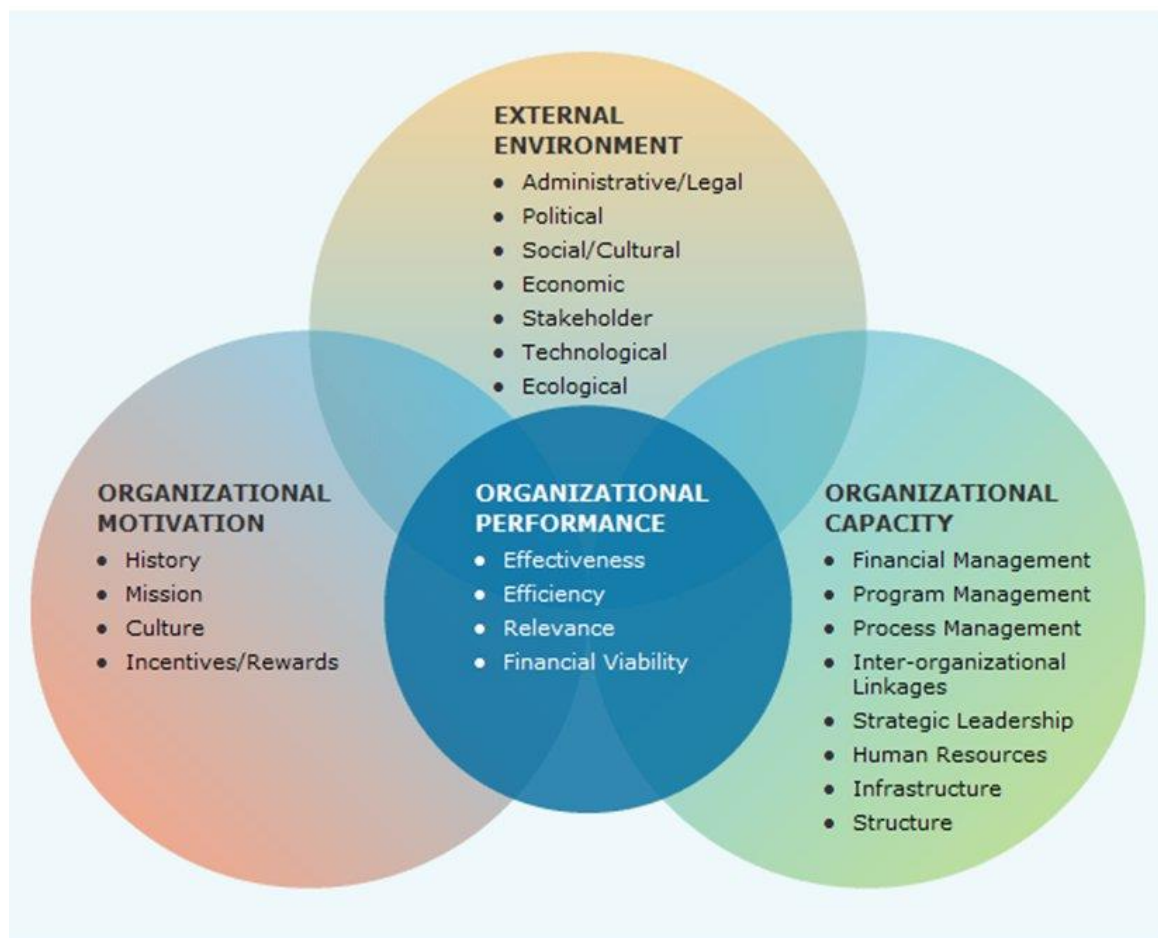 EXTERNAL
ENVIRONMENT
• Administrative/Legal
• Political
• Social/Cultural
• Economic
• Stakeholder
• Technological
• Ecological
ORGANIZATIONAL
MOTIVATION
• History
• Mission
• Culture
• Incentives/Rewards
ORGANIZATIONAL
PERFORMANCE
• Effectiveness
• Efficiency
• Relevance
• Financial Viability
ORGANIZATIONAL
CAPACITY
• Financial Management
• Program Management
• Process Management
• Inter-organizational
Linkages
• Strategic Leadership
• Human Resources
• Infrastructure
• Structure